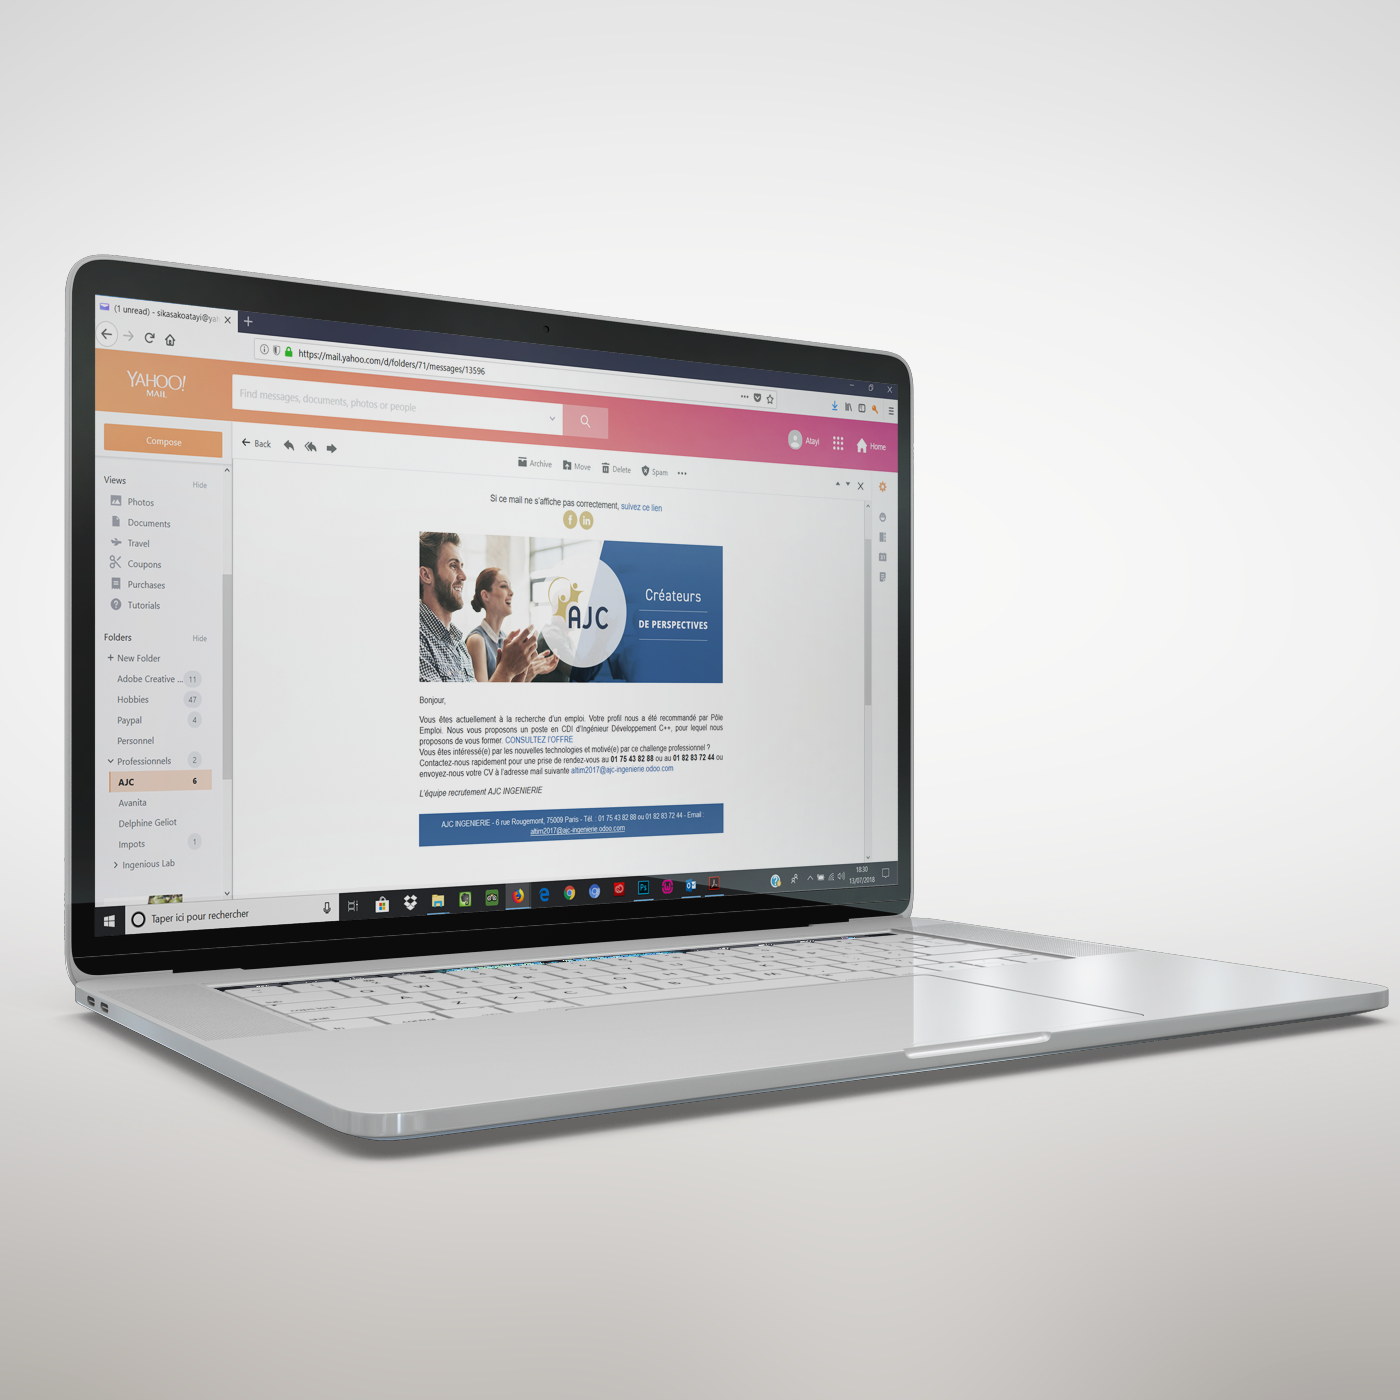 (1 unread) - sikasakoatayi@ya
https://mail.yahoo.com/d/folders/71/messages/13596
YAHOO!
MAIL
Find messages, documents, photos or people
Atayi
Home
Compose
Back
Archive
Move
Delete
Spam
Views
Hide
Photos
Documents
Travel
Coupons
Purchases
Tutorials
Folders
Hide
+ New Folder
Adobe Creative ... 11
Hobbies 47
Paypal 4
Personnel
Professionnels 2
AJC 6
Avanita
Delphine Geliot
Impots 1
Ingenious Lab
Si ce mail ne s'affiche pas correctement, suivez ce lien
f in
AJC
Créateurs
DE PERSPECTIVES
Bonjour,
Vous êtes actuellement à la recherche d'un emploi. Votre profil nous a été recommandé par Pôle
Emploi. Nous vous proposons un poste en CDI d'Ingénieur Développement C++, pour lequel nous
proposons de vous former. CONSULTEZ l'OFFRE
Vous êtes intéressé(e) par les nouvelles technologies et motivé(e) par ce challenge professionnel ?
Contactez-nous rapidement pour une prise de rendez-vous au 01 75 43 82 88 ou au 01 82 83 72 44 ou
envoyez-nous votre CV à l'adresse mail suivante altim2017@ajc-ingenierie.odoo.com
L'équipe recrutement AJC INGENIERIE
AJC INGENIERIE - 6 rue Rougemont, 75009 Paris - Tél. : 01 75 43 82 88 ou 01 82 83 72 44 - Email :
altim2017@ajc-ingenierie.odoo.com
Taper ici pour rechercher
Ps
18:30
13/07/2018